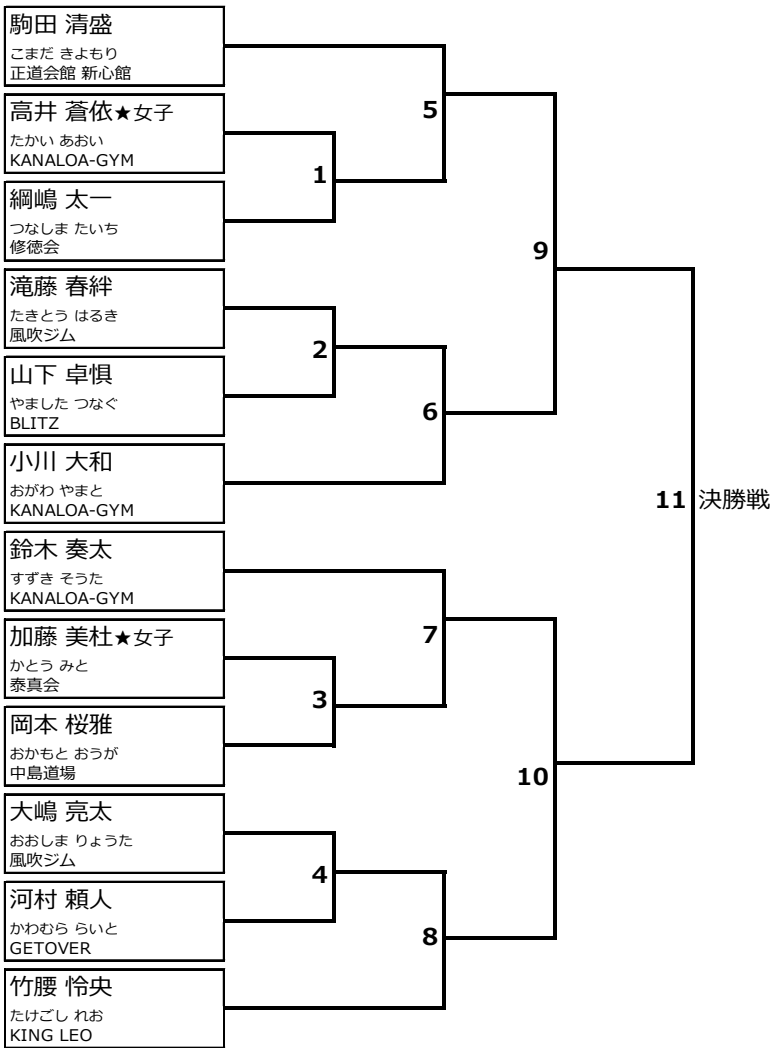 駒田 清盛
こまだ きよもり
正道会館 新心館
高井 蒼依★女子
たかい あおい
KANALOA-GYM
綱嶋 太一
つなしま たいち
修徳会
滝藤 春絆
たきとう はるき
風吹ジム
山下 卓惧
やました つなぐ
BLITZ
小川 大和
おがわ やまと
KANALOA-GYM
鈴木 奏太
すずき そうた
KANALOA-GYM
加藤 美杜★女子
かとう みと
泰真会
岡本 桜雅
おかもと おうが
中島道場
大嶋 亮太
おおしま りょうた
風吹ジム
河村 頼人
かわむら らいと
GETOVER
竹腰 怜央
たけごし れお
KING LEO
1
2
3
4
5
6
7
8
9
10
11 決勝戦